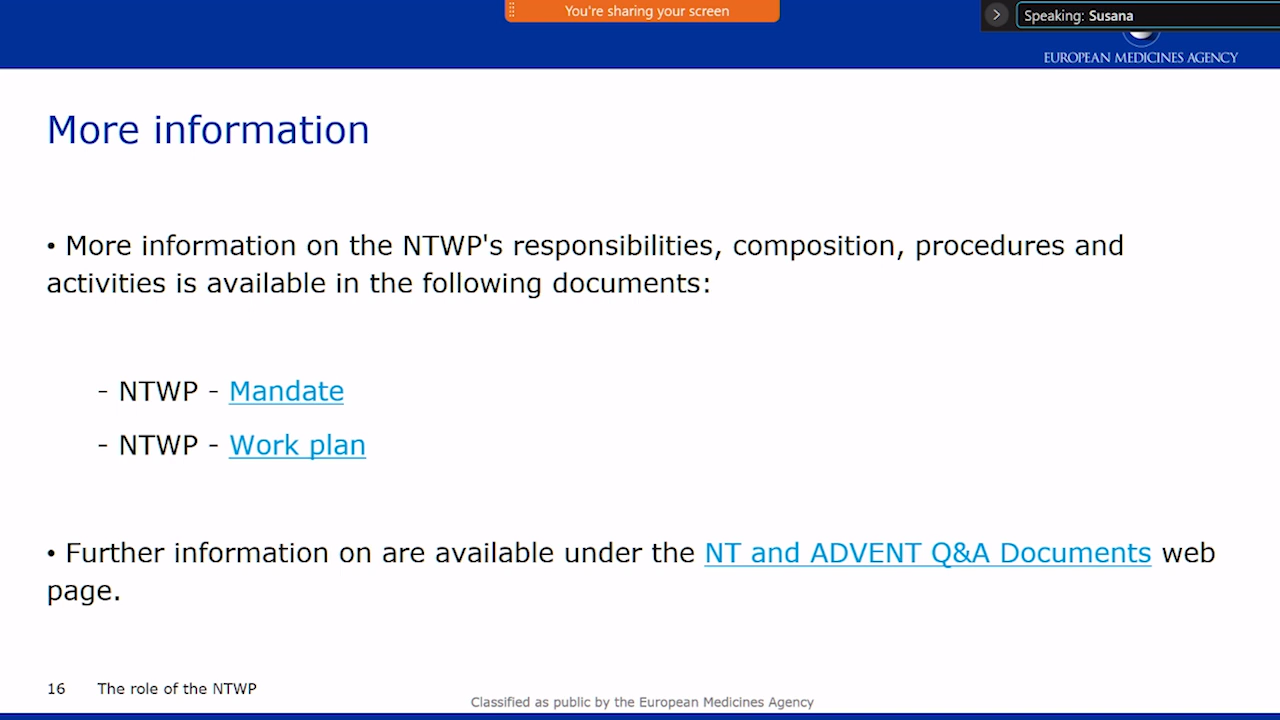 You're sharing your screen
Speaking: Susana
EUROPEAN MEDICINES AGENCY
More information
• More information on the NTWP's responsibilities, composition, procedures and
activities is available in the following documents:
- NTWP - Mandate
- NTWP - Work plan
• Further information on are available under the NT and ADVENT Q&A Documents web
page.
16 The role of the NTWP
Classified as public by the European Medicines Agency